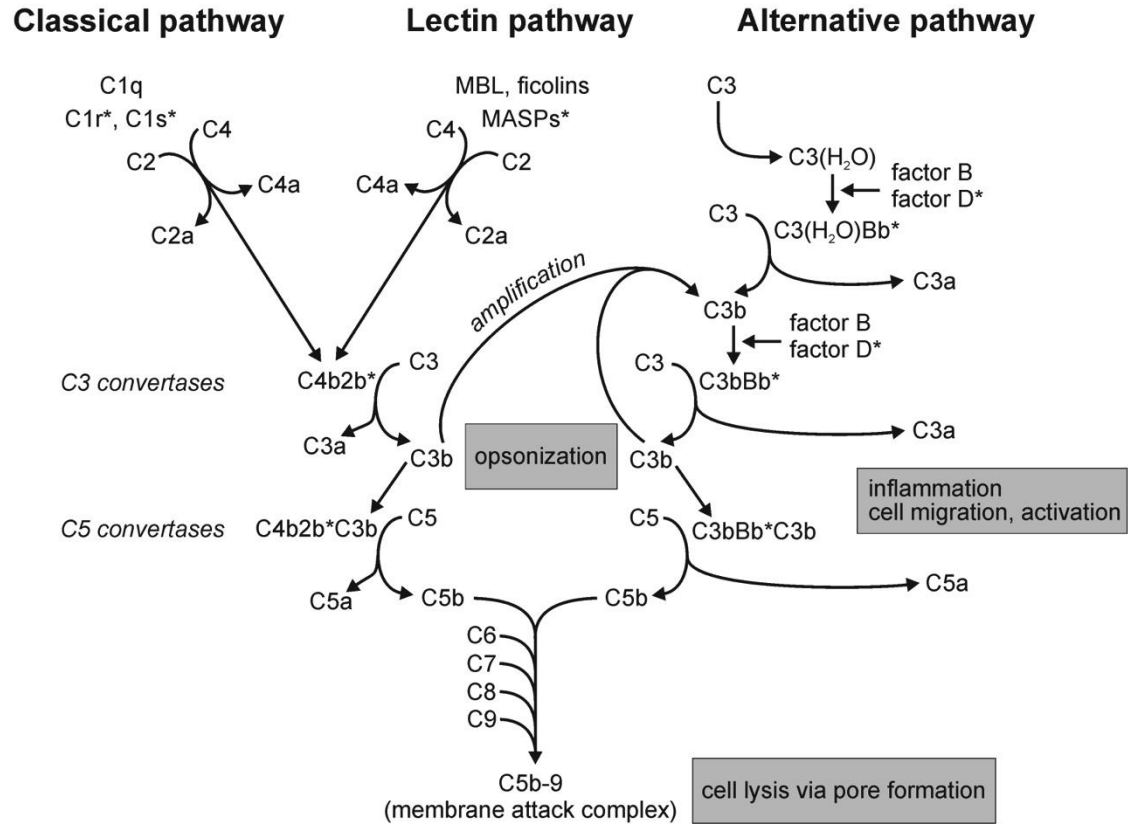 Classical pathway
Lectin pathway
Alternative pathway
C1q
C1r*, C1s*
C4
C2
C4a
C2a
MBL, ficolins
MASPs*
C4
C2
C4a
C2a
C3
C3(H₂O)
factor B
factor D*
C3(H₂O)Bb*
C3
C3a
C3b
factor B
factor D*
amplification
C3 convertases
C4b2b*
C3
C3a
C3b
opsonization
C3
C3bBb*
C3a
C3b
inflammation
cell migration, activation
C5 convertases
C4b2b*C3b
C5
C5a
C5b
C5
C3bBb*C3b
C5a
C5b
C6
C7
C8
C9
C5b-9
(membrane attack complex)
cell lysis via pore formation